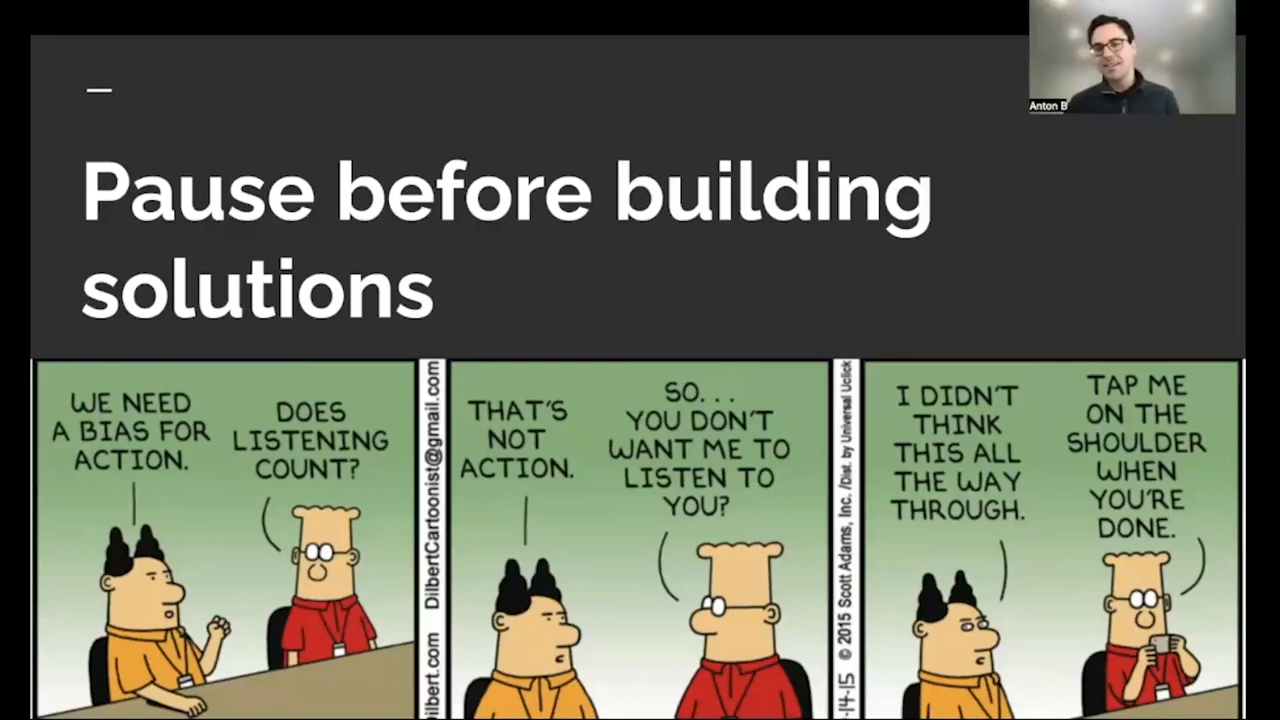 Anton B
Pause before building
solutions
WE NEED
A BIAS FOR
ACTION.
DOES
LISTENING
COUNT?
DilbertCartoonist@gmail.com
THAT'S
NOT
ACTION.
SO...
YOU DON'T
WANT ME TO
LISTEN TO
YOU?
© 2015 Scott Adams, Inc. /Dist. by Universal Uclick
I DIDN'T
THINK
THIS ALL
THE WAY
THROUGH.
TAP ME
ON THE
SHOULDER
WHEN
YOU'RE
DONE.